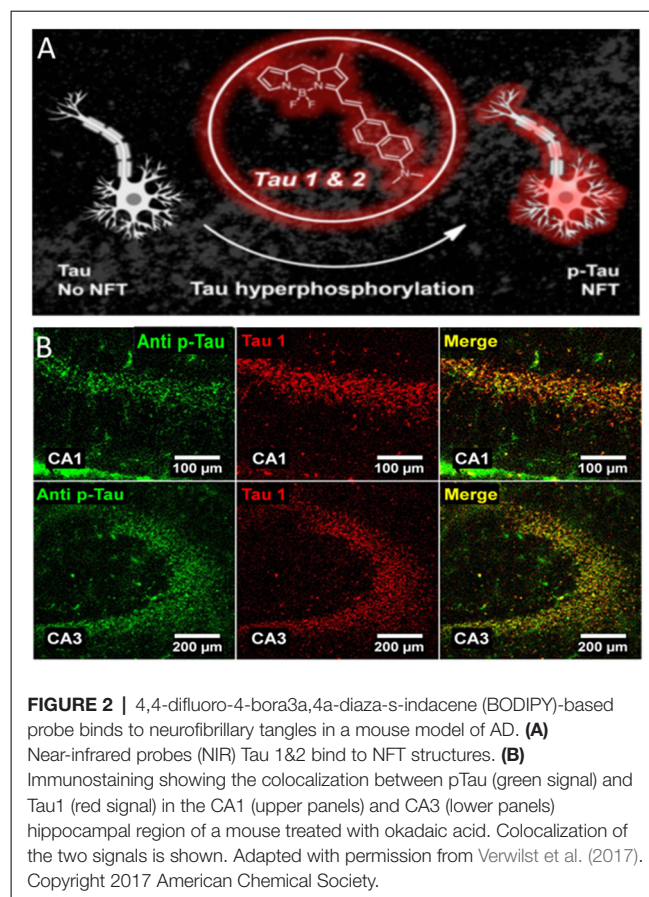 A
N
N
B
F
F
N
Tau 1 & 2
Tau
No NFT
Tau hyperphosphorylation
p-Tau
NFT
B
Anti p-Tau
Tau 1
Merge
CA1
100 µm
CA1
100 µm
CA1
100 µm
Anti p-Tau
Tau 1
Merge
CA3
200 µm
CA3
200 µm
CA3
200 µm
FIGURE 2 | 4,4-difluoro-4-bora3a,4a-diaza-s-indacene (BODIPY)-based
probe binds to neurofibrillary tangles in a mouse model of AD. (A)
Near-infrared probes (NIR) Tau 1&2 bind to NFT structures. (B)
Immunostaining showing the colocalization between pTau (green signal) and
Tau1 (red signal) in the CA1 (upper panels) and CA3 (lower panels)
hippocampal region of a mouse treated with okadaic acid. Colocalization of
the two signals is shown. Adapted with permission from Verwilst et al. (2017).
Copyright 2017 American Chemical Society.